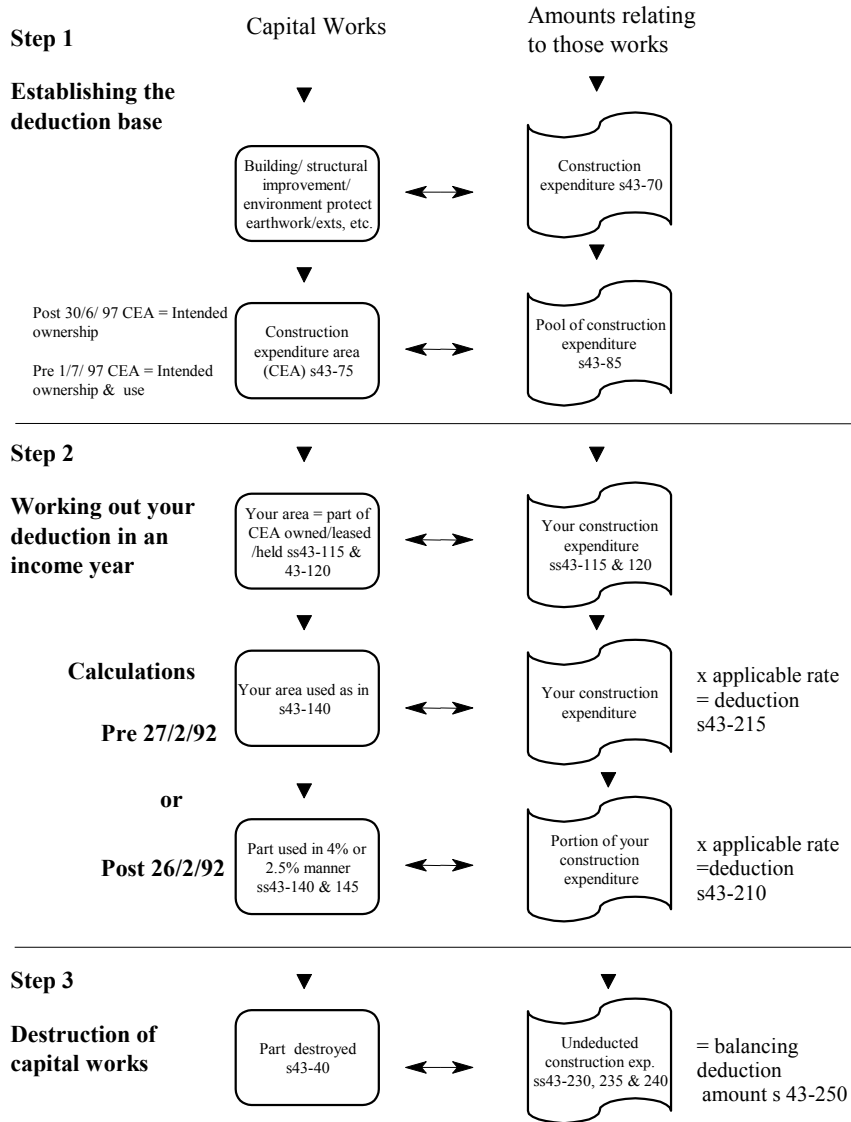 Step 1
Capital Works
Amounts relating
to those works
Establishing the
deduction base
Building/ structural
improvement/
environment protect
earthwork/exts, etc.
Construction
expenditure s43-70
Post 30/6/ 97 CEA = Intended
ownership
Pre 1/7/ 97 CEA = Intended
ownership & use
Construction
expenditure area
(CEA) s43-75
Pool of construction
expenditure
s43-85
Step 2
Working out your
deduction in an
income year
Your area = part of
CEA owned/leased
/held ss43-115 &
43-120
Your construction
expenditure
ss43-115 & 120
Calculations
Pre 27/2/92
Your area used as in
s43-140
Your construction
expenditure
x applicable rate
= deduction
s43-215
or
Post 26/2/92
Part used in 4% or
2.5% manner
ss43-140 & 145
Portion of your
construction
expenditure
x applicable rate
=deduction
s43-210
Step 3
Destruction of
capital works
Part destroyed
s43-40
Undeducted
construction exp.
ss43-230, 235 & 240
= balancing
deduction
amount s 43-250